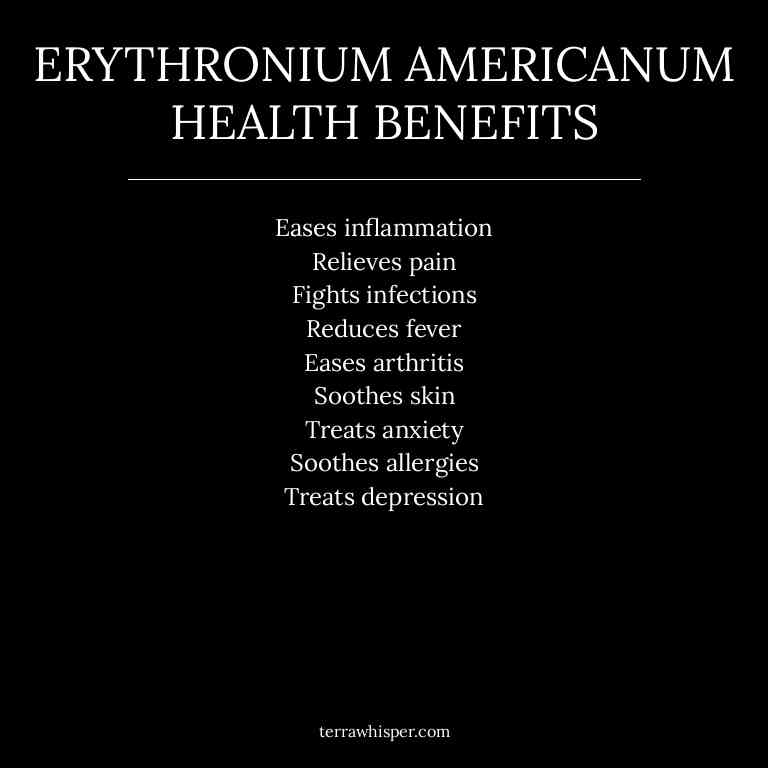 ERYTHRONIUM AMERICANUM
HEALTH BENEFITS
Eases inflammation
Relieves pain
Fights infections
Reduces fever
Eases arthritis
Soothes skin
Treats anxiety
Soothes allergies
Treats depression
terrawhisper.com